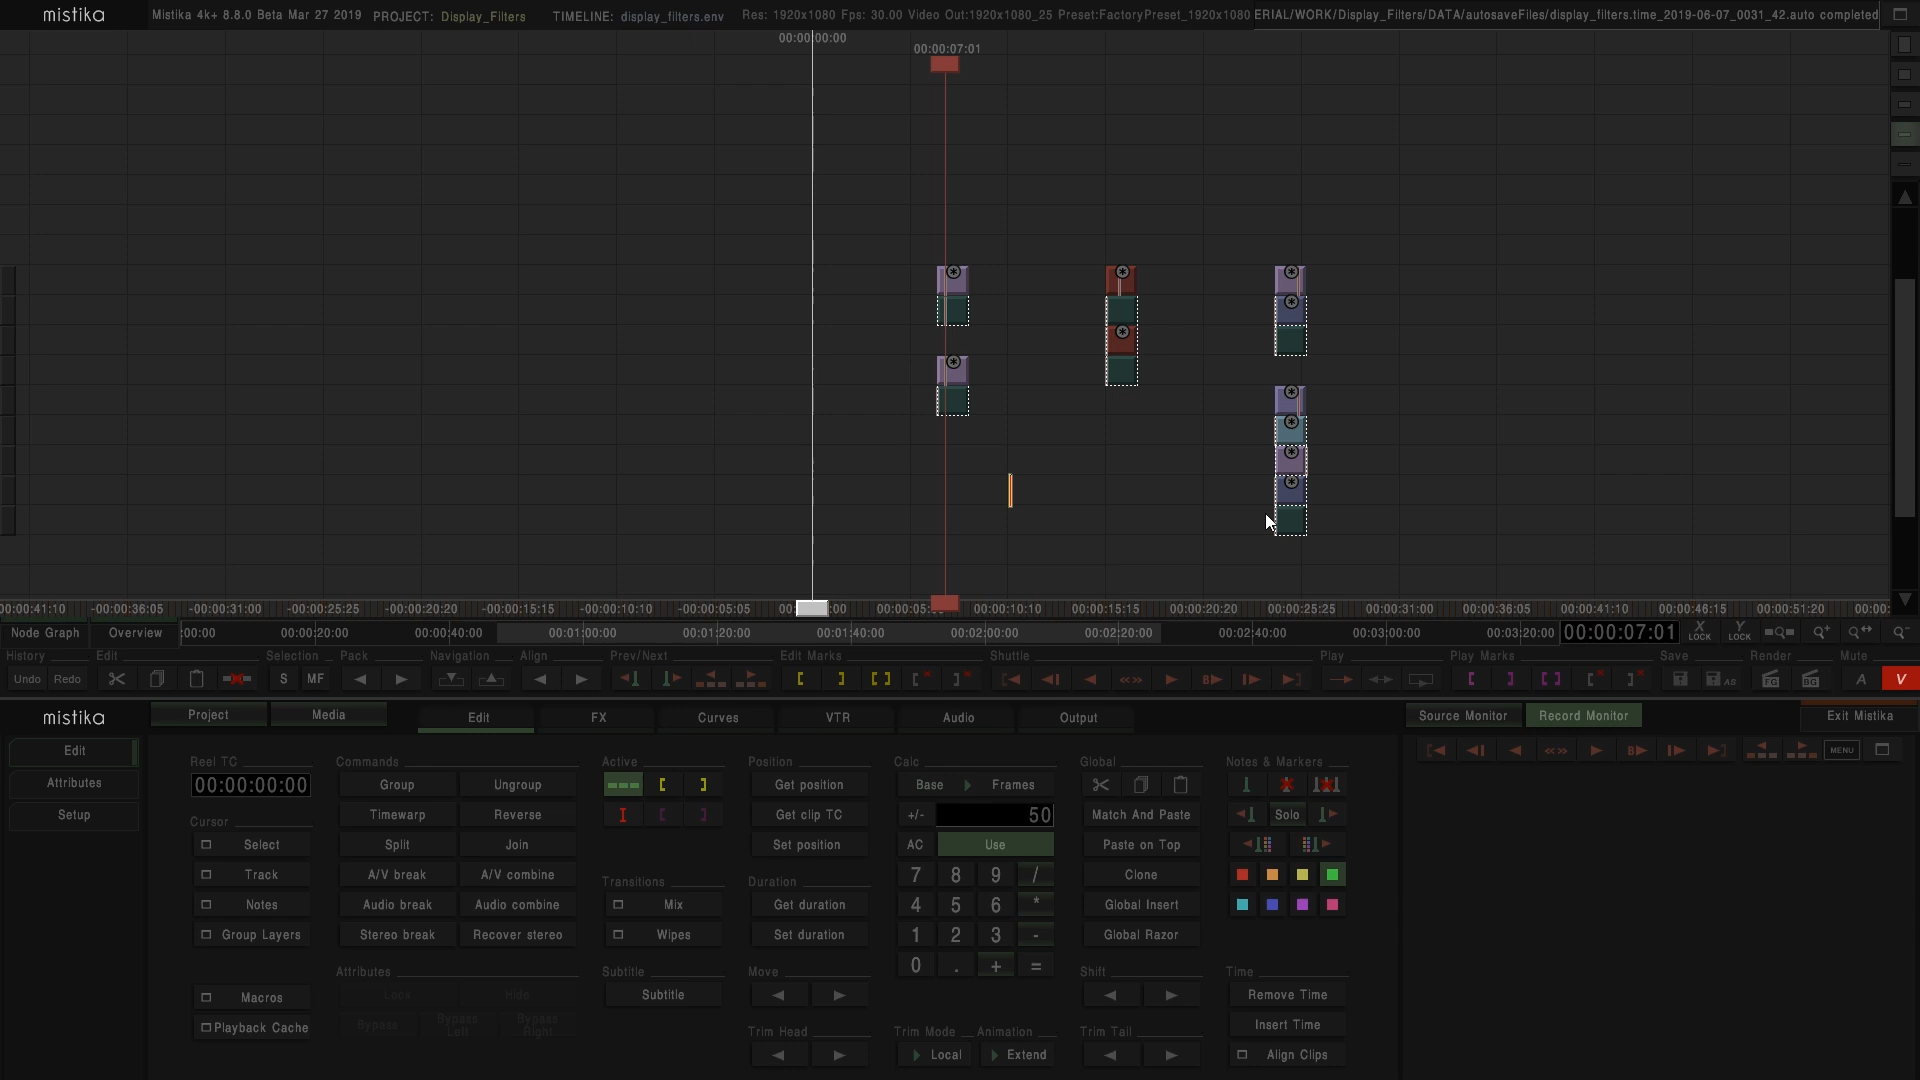 mistika
Mistika 4k+ 8.8.0 Beta Mar 27 2019
PROJECT: Display_Filters
TIMELINE: display_filters.env
Res: 1920x1080 Fps: 30.00 Video Out:1920x1080_25 Preset:FactoryPreset_1920x1080
ERIAL/WORK/Display_Filters/DATA/autosaveFiles/display_filters.time_2019-06-07_0031_42.auto completed
00:00:00:00
00:00:07:01
00:00:41:10 -00:00:36:05 -00:00:31:00 -00:00:25:25 -00:00:20:20 -00:00:15:15 -00:00:10:10 -00:00:05:05 00: :00 00:00:05: 00:00:10:10 00:00:15:15 00:00:20:20 00:00:25:25 00:00:31:00 00:00:36:05 00:00:41:10 00:00:46:15 00:00:51:20 00:00:
Node Graph Overview :00:00 00:00:20:00 00:00:40:00 00:01:00:00 00:01:20:00 00:01:40:00 00:02:00:00 00:02:20:00 00:02:40:00 00:03:00:00 00:03:20:00 00:00:07:01 X LOCK Y LOCK
History Edit Selection Pack Navigation Align Prev/Next Edit Marks Shuttle Play Play Marks Save Render Mute
Undo Redo S MF B AS FG BG A V
mistika Project Media Edit FX Curves VTR Audio Output Source Monitor Record Monitor Exit Mistika
Edit
Attributes
Setup
MENU
Reel TC
00:00:00:00
Cursor
Select
Track
Notes
Group Layers
Macros
Playback Cache
Commands
Group Ungroup
Timewarp Reverse
Split Join
A/V break A/V combine
Audio break Audio combine
Stereo break Recover stereo
Attributes
Lock Hide
Bypass Bypass Left Bypass Right
Active
Transitions
Mix
Wipes
Subtitle
Subtitle
Position
Get position
Get clip TC
Set position
Duration
Get duration
Set duration
Move
Trim Head
Calc
Base Frames
+/- 50
AC Use
7 8 9 /
4 5 6 *
1 2 3 -
0 . + =
Trim Mode Animation
Local Extend
Global
Match And Paste
Paste on Top
Clone
Global Insert
Global Razor
Shift
Trim Tail
Notes & Markers
Solo
Time
Remove Time
Insert Time
Align Clips